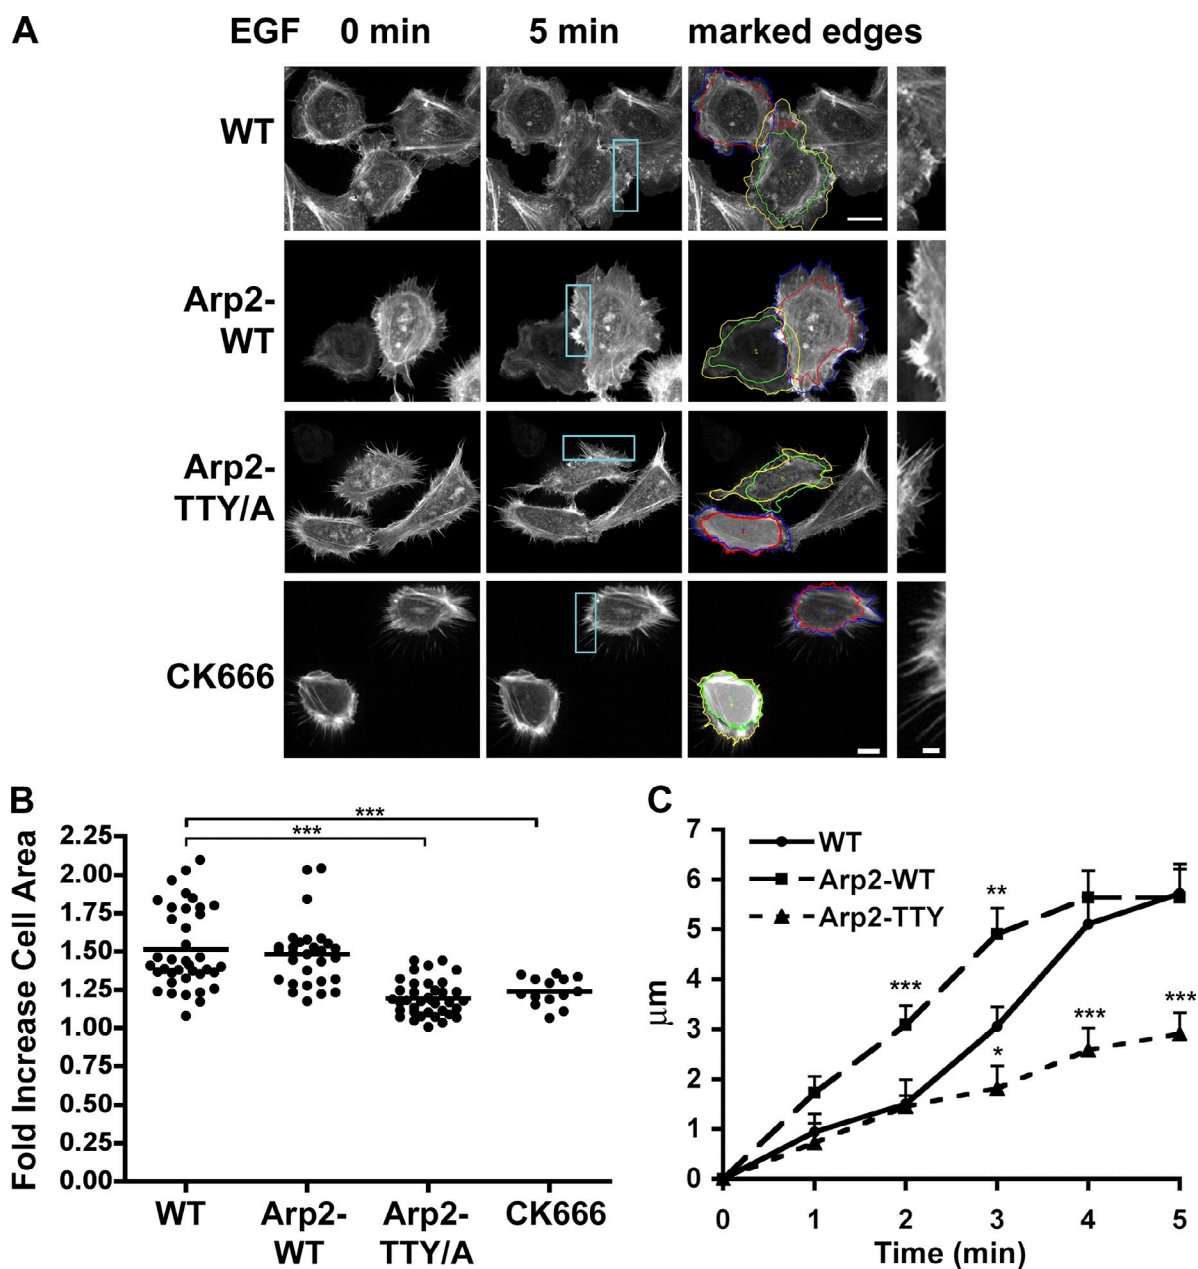 A
EGF 0 min 5 min marked edges
WT
Arp2-
WT
Arp2-
TTY/A
CK666
B
***
***
Fold Increase Cell Area
2.25
2.00
1.75
1.50
1.25
1.00
0.75
0.50
0.25
0.00
WT Arp2-WT Arp2-TTY/A CK666
C
μm
7
6
5
4
3
2
1
0
WT
Arp2-WT
Arp2-TTY
**
***
*
***
***
0 1 2 3 4 5
Time (min)